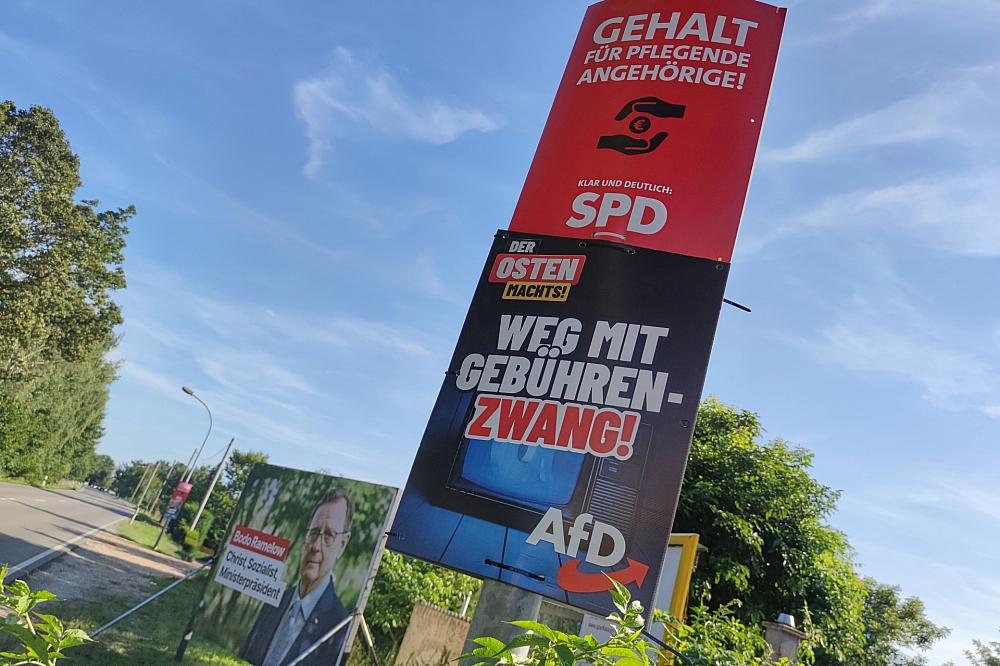 GEHALT
FÜR PFLEGENDE
ANGEHÖRIGE!
€
KLAR UND DEUTLICH:
SPD
DER
OSTEN
MACHTS!
WEG MIT
GEBÜHREN-
ZWANG!
AfD
Bodo Ramelow
Christ, Sozialist,
Ministerpräsident